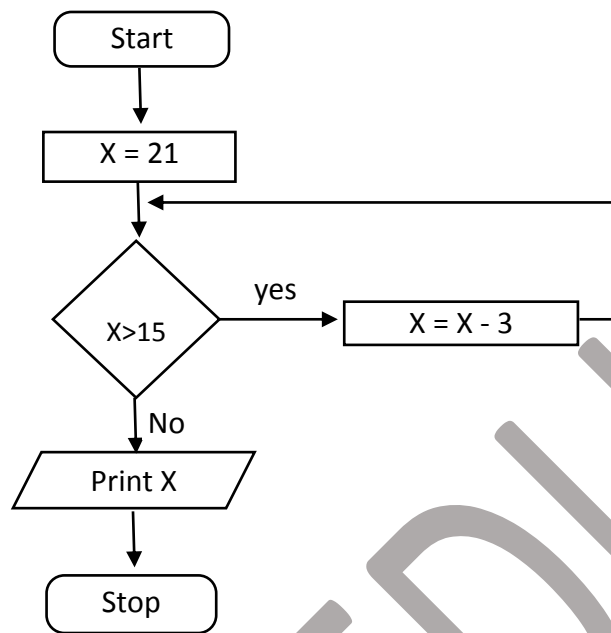 Start
X = 21
X>15
yes
X = X - 3
No
Print X
Stop